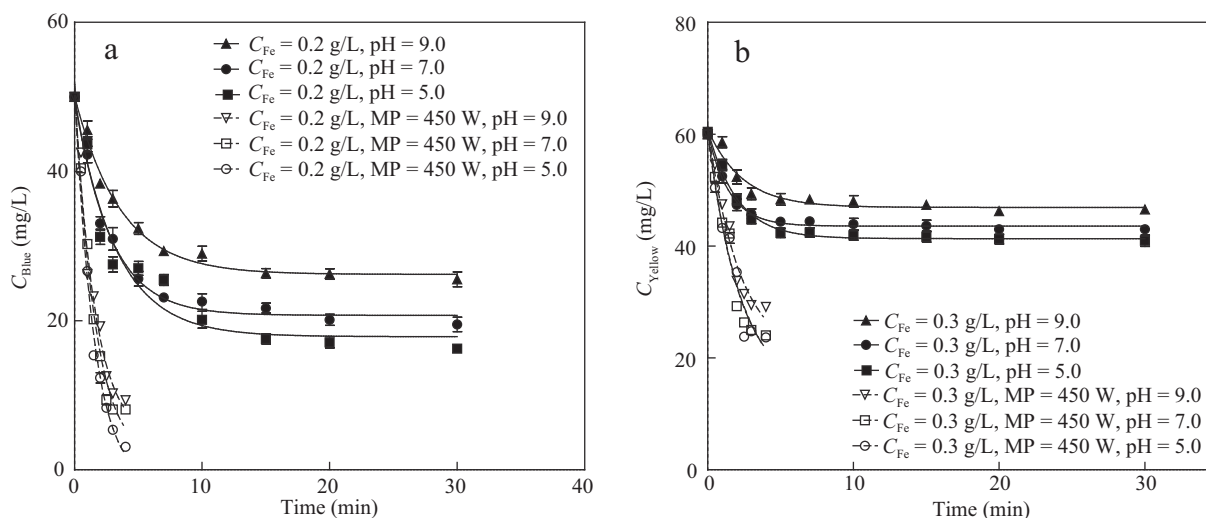 60
40
20
0
C_Blue (mg/L)
a
C_Fe = 0.2 g/L, pH = 9.0
C_Fe = 0.2 g/L, pH = 7.0
C_Fe = 0.2 g/L, pH = 5.0
C_Fe = 0.2 g/L, MP = 450 W, pH = 9.0
C_Fe = 0.2 g/L, MP = 450 W, pH = 7.0
C_Fe = 0.2 g/L, MP = 450 W, pH = 5.0
0 10 20 30 40
Time (min)
80
60
40
20
80
C_Yellow (mg/L)
b
C_Fe = 0.3 g/L, pH = 9.0
C_Fe = 0.3 g/L, pH = 7.0
C_Fe = 0.3 g/L, pH = 5.0
C_Fe = 0.3 g/L, MP = 450 W, pH = 9.0
C_Fe = 0.3 g/L, MP = 450 W, pH = 7.0
C_Fe = 0.3 g/L, MP = 450 W, pH = 5.0
0 10 20 30
Time (min)